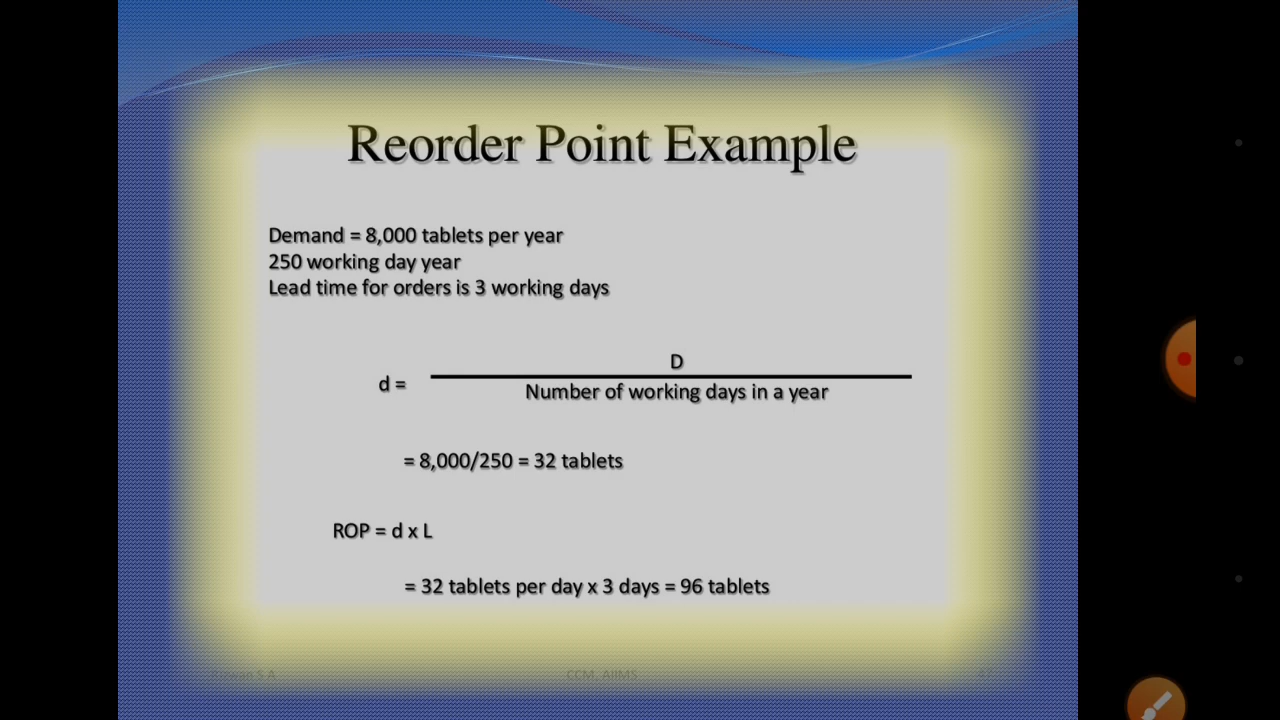 Reorder Point Example
Demand = 8,000 tablets per year
250 working day year
Lead time for orders is 3 working days
D
d =
Number of working days in a year
= 8,000/250 = 32 tablets
ROP = d x L
= 32 tablets per day x 3 days = 96 tablets
CCM, AIIMS